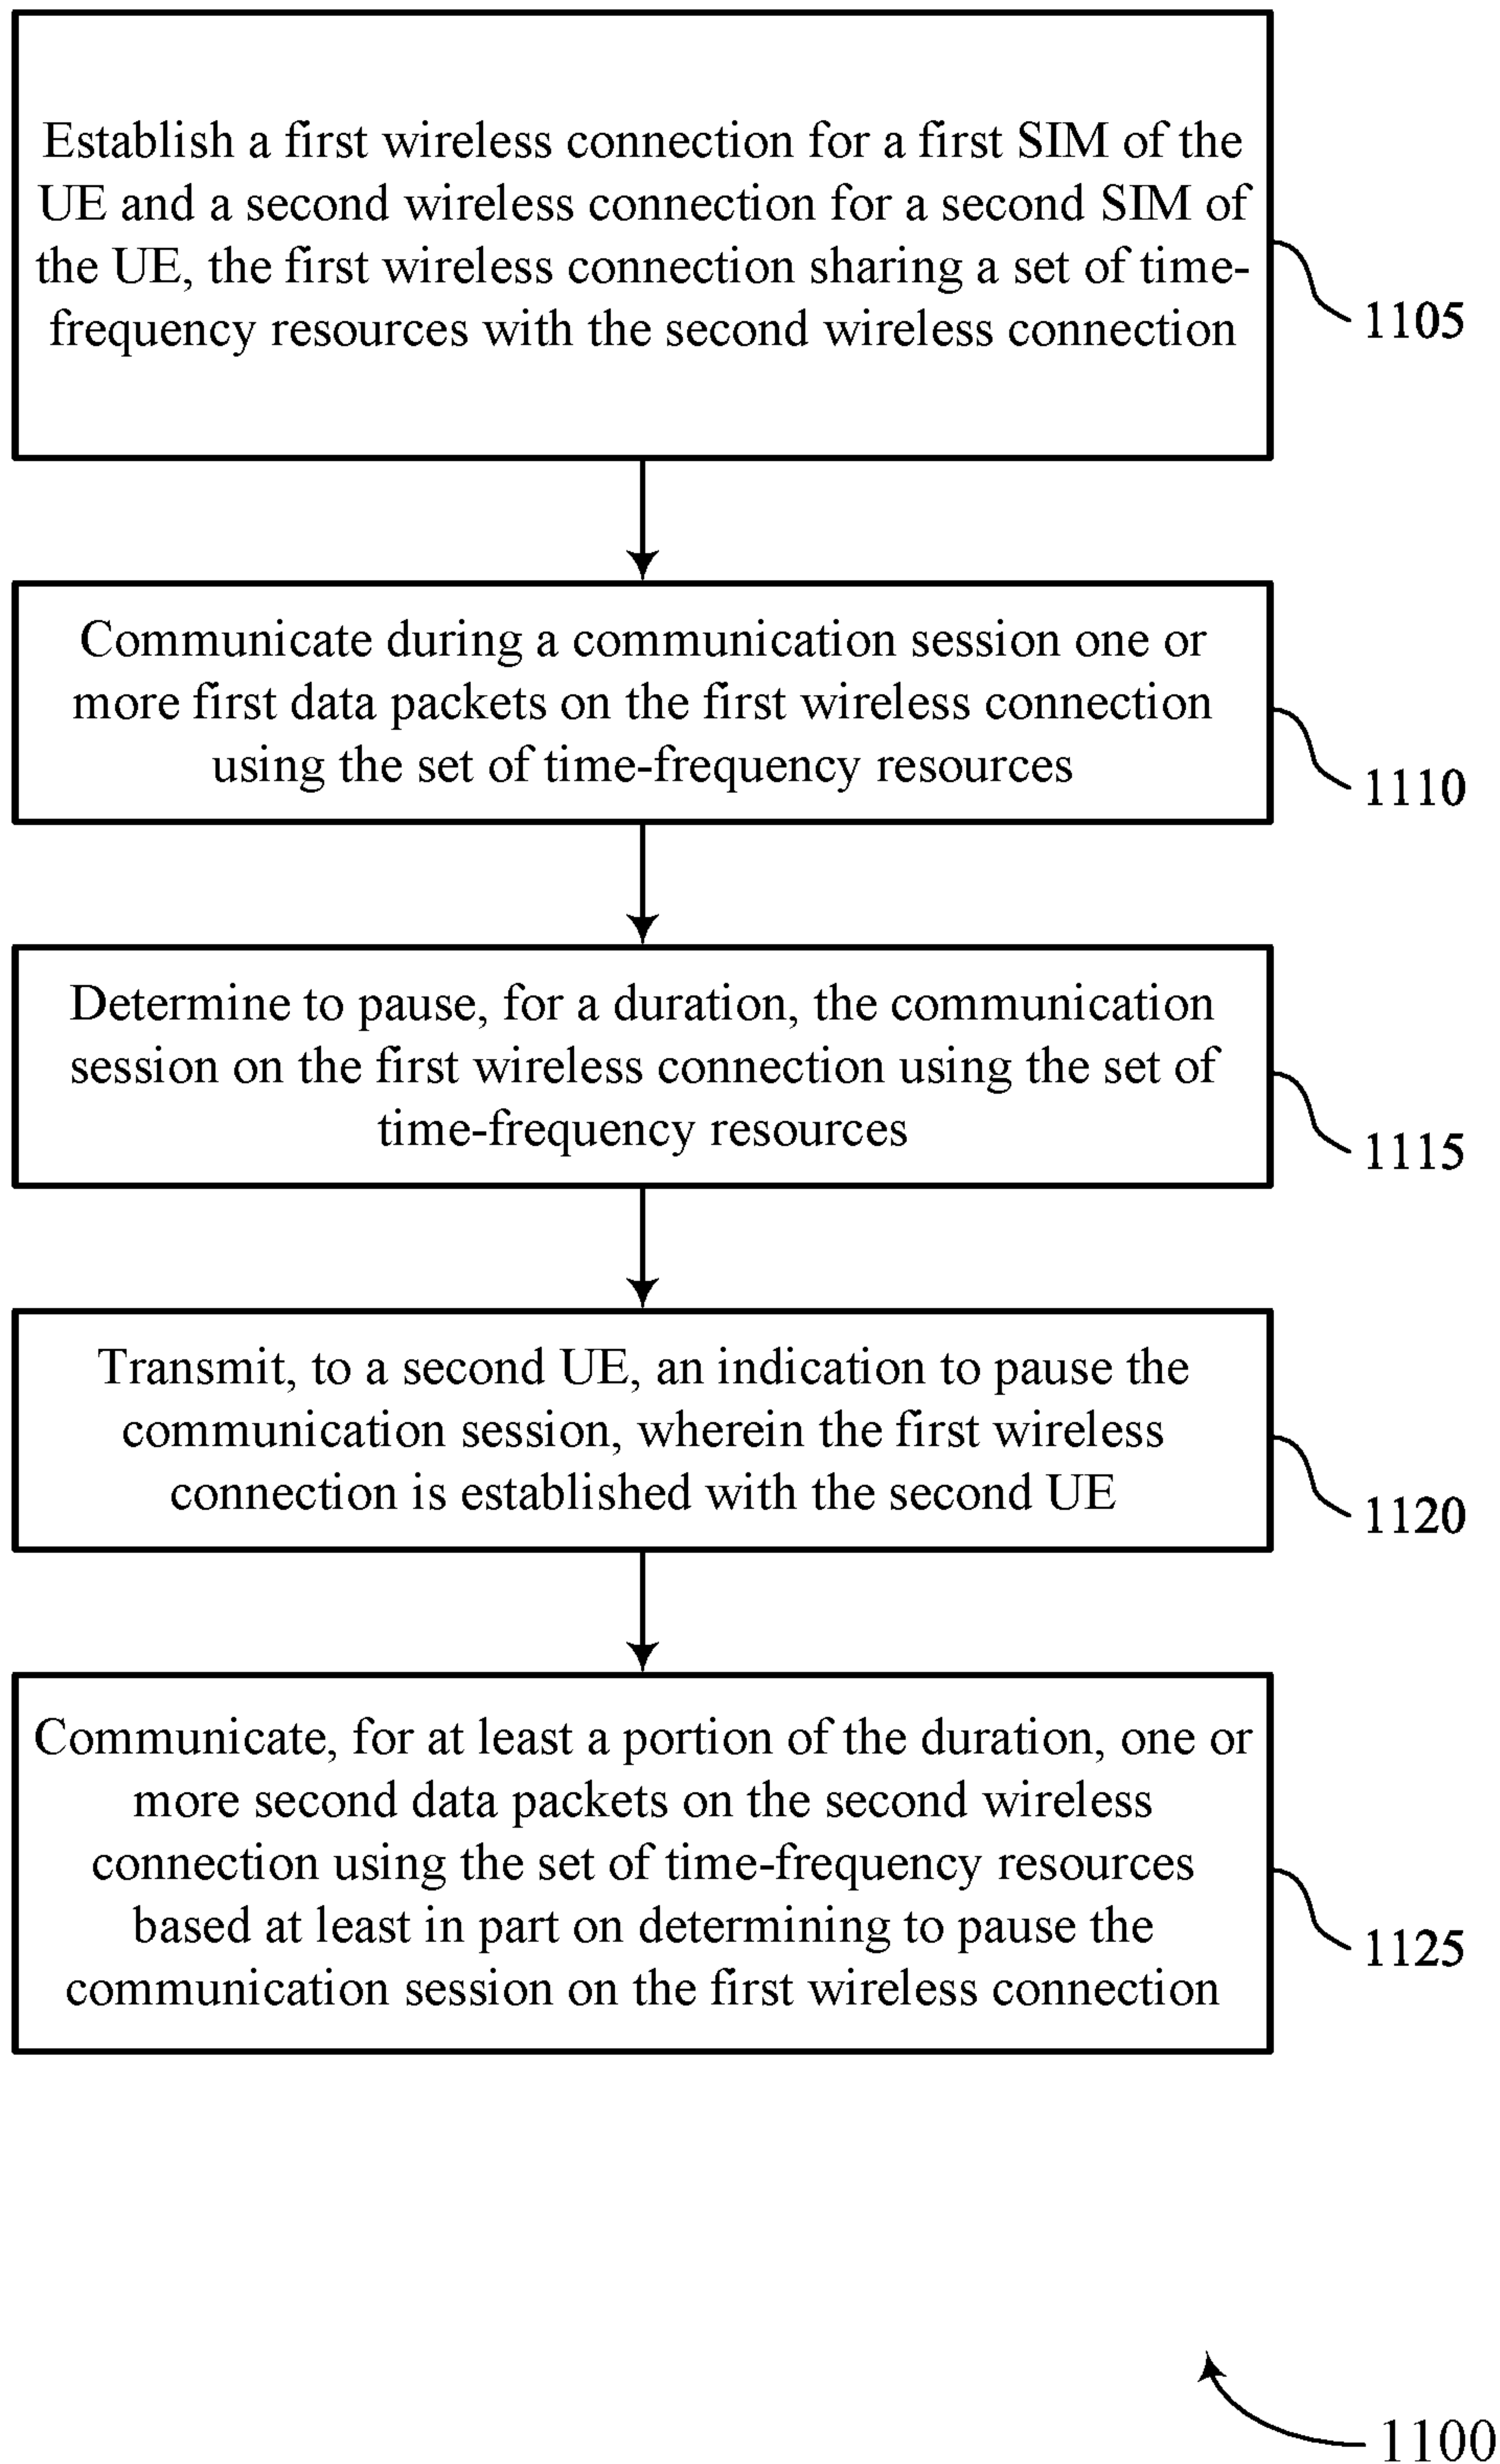 Establish a first wireless connection for a first SIM of the
UE and a second wireless connection for a second SIM of
the UE, the first wireless connection sharing a set of time-
frequency resources with the second wireless connection
1105
Communicate during a communication session one or
more first data packets on the first wireless connection
using the set of time-frequency resources
1110
Determine to pause, for a duration, the communication
session on the first wireless connection using the set of
time-frequency resources
1115
Transmit, to a second UE, an indication to pause the
communication session, wherein the first wireless
connection is established with the second UE
1120
Communicate, for at least a portion of the duration, one or
more second data packets on the second wireless
connection using the set of time-frequency resources
based at least in part on determining to pause the
communication session on the first wireless connection
1125
1100